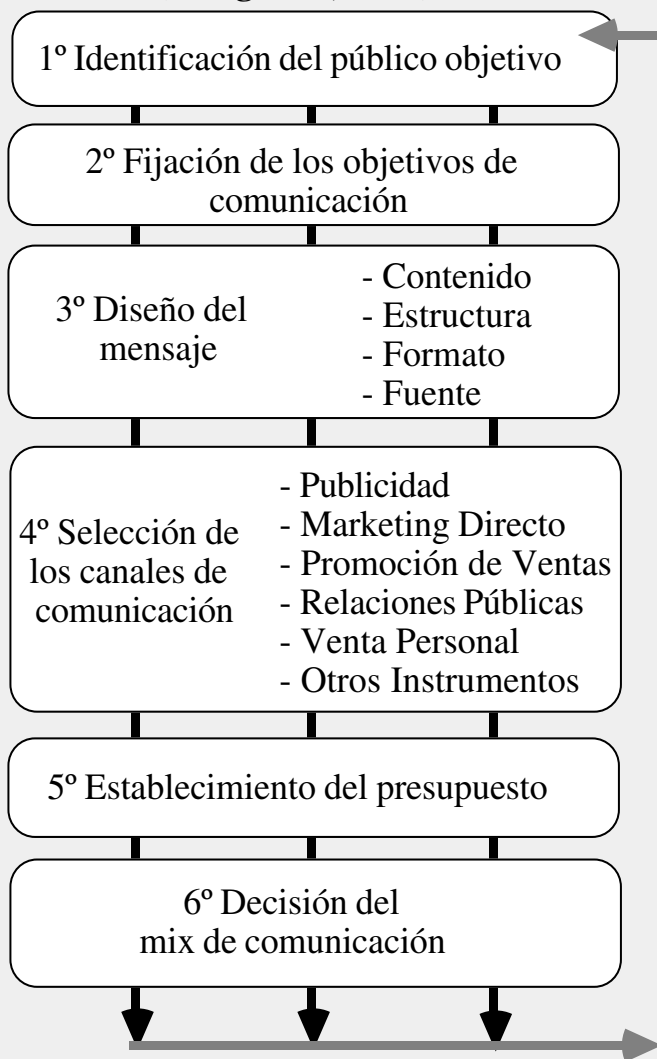 1º Identificación del público objetivo
2º Fijación de los objetivos de
comunicación
3º Diseño del
mensaje
- Contenido
- Estructura
- Formato
- Fuente
4º Selección de
los canales de
comunicación
- Publicidad
- Marketing Directo
- Promoción de Ventas
- Relaciones Públicas
- Venta Personal
- Otros Instrumentos
5º Establecimiento del presupuesto
6º Decisión del
mix de comunicación